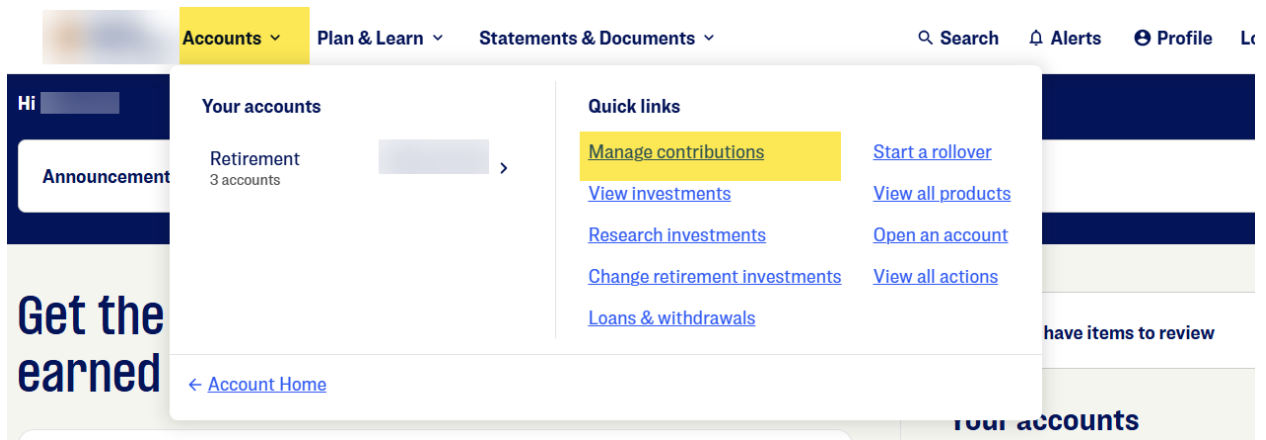 Accounts Plan & Learn Statements & Documents Search Alerts Profile
Hi
Announcement
Your accounts
Retirement
3 accounts
Quick links
Manage contributions
View investments
Research investments
Change retirement investments
Loans & withdrawals
Start a rollover
View all products
Open an account
View all actions
Account Home
Get the
earned
have items to review
Your accounts